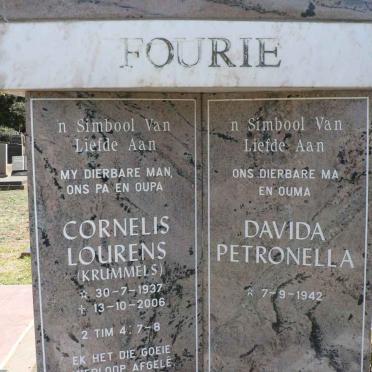 FOURIE
'n Simbool Van
Liefde Aan
MY DIERBARE MAN,
ONS PA EN OUPA
CORNELIS
LOURENS
(KRUMMELS)
☆ 30-7-1937
✝ 13-10-2006
2 TIM 4: 7-8
EK HET DIE GOEIE
'n Simbool Van
Liefde Aan
ONS DIERBARE MA
EN OUMA
DAVIDA
PETRONELLA
☆ 7-9-1942